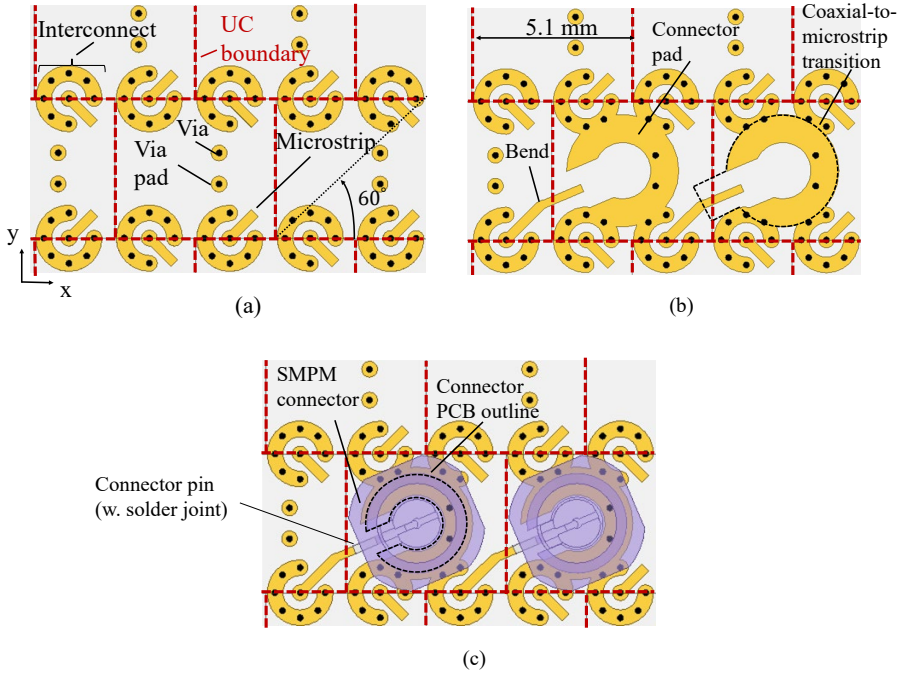 Interconnect
UC
boundary
Via
Via
pad
Microstrip
60°
y
x
(a)
5.1 mm
Connector
pad
Coaxial-to-
microstrip
transition
Bend
(b)
SMPM
connector
Connector
PCB outline
Connector pin
(w. solder joint)
(c)